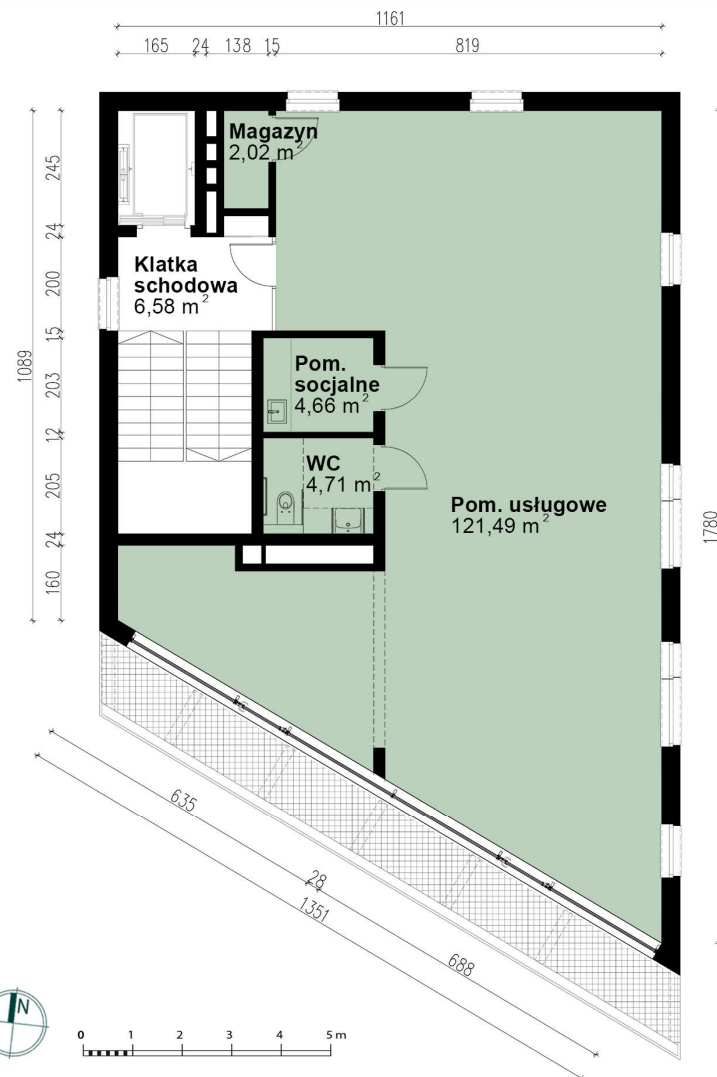 1161
165 24 138 15 819
245
24
200
15
203
12
205
24
160
1089
1780
Magazyn
2,02 m²
Klatka
schodowa
6,58 m²
Pom.
socjalne
4,66 m²
WC
4,71 m²
Pom. usługowe
121,49 m²
635
28
1351
688
N
0 1 2 3 4 5 m